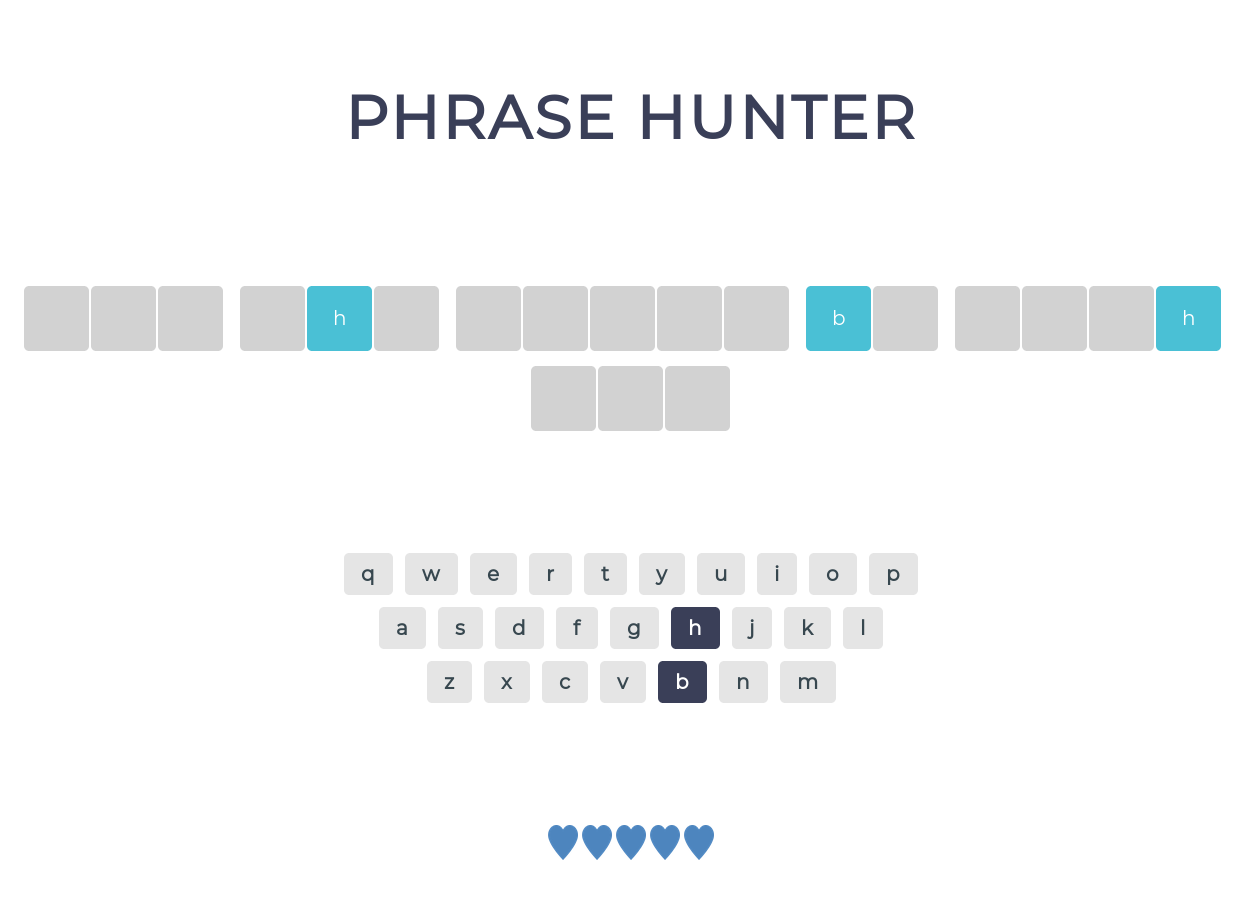 PHRASE HUNTER
h b h
q w e r t y u i o p
a s d f g h j k l
z x c v b n m